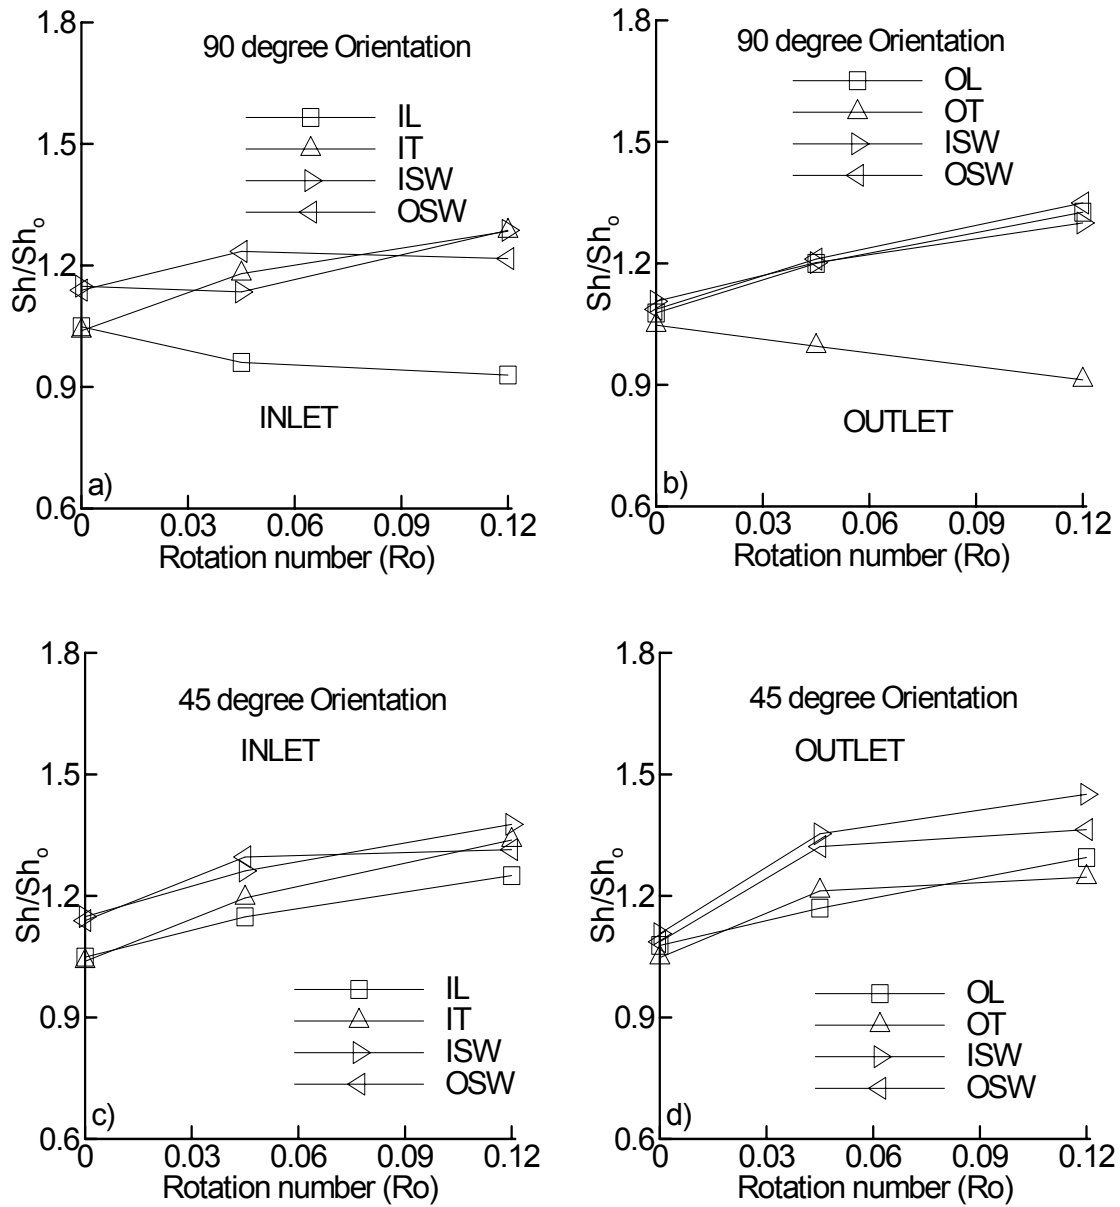 1.8
90 degree Orientation
IL
IT
ISW
OSW
1.5
1.2
0.9
0.6
Sh/Sh₀
INLET
a)
0
0.03
0.06
0.09
0.12
Rotation number (Ro)
1.8
90 degree Orientation
OL
OT
ISW
OSW
1.5
1.2
0.9
0.6
Sh/Sh₀
OUTLET
b)
0
0.03
0.06
0.09
0.12
Rotation number (Ro)
1.8
45 degree Orientation
INLET
1.5
1.2
0.9
0.6
Sh/Sh₀
IL
IT
ISW
OSW
c)
0
0.03
0.06
0.09
0.12
Rotation number (Ro)
1.8
45 degree Orientation
OUTLET
1.5
1.2
0.9
0.6
Sh/Sh₀
OL
OT
ISW
OSW
d)
0
0.03
0.06
0.09
0.12
Rotation number (Ro)